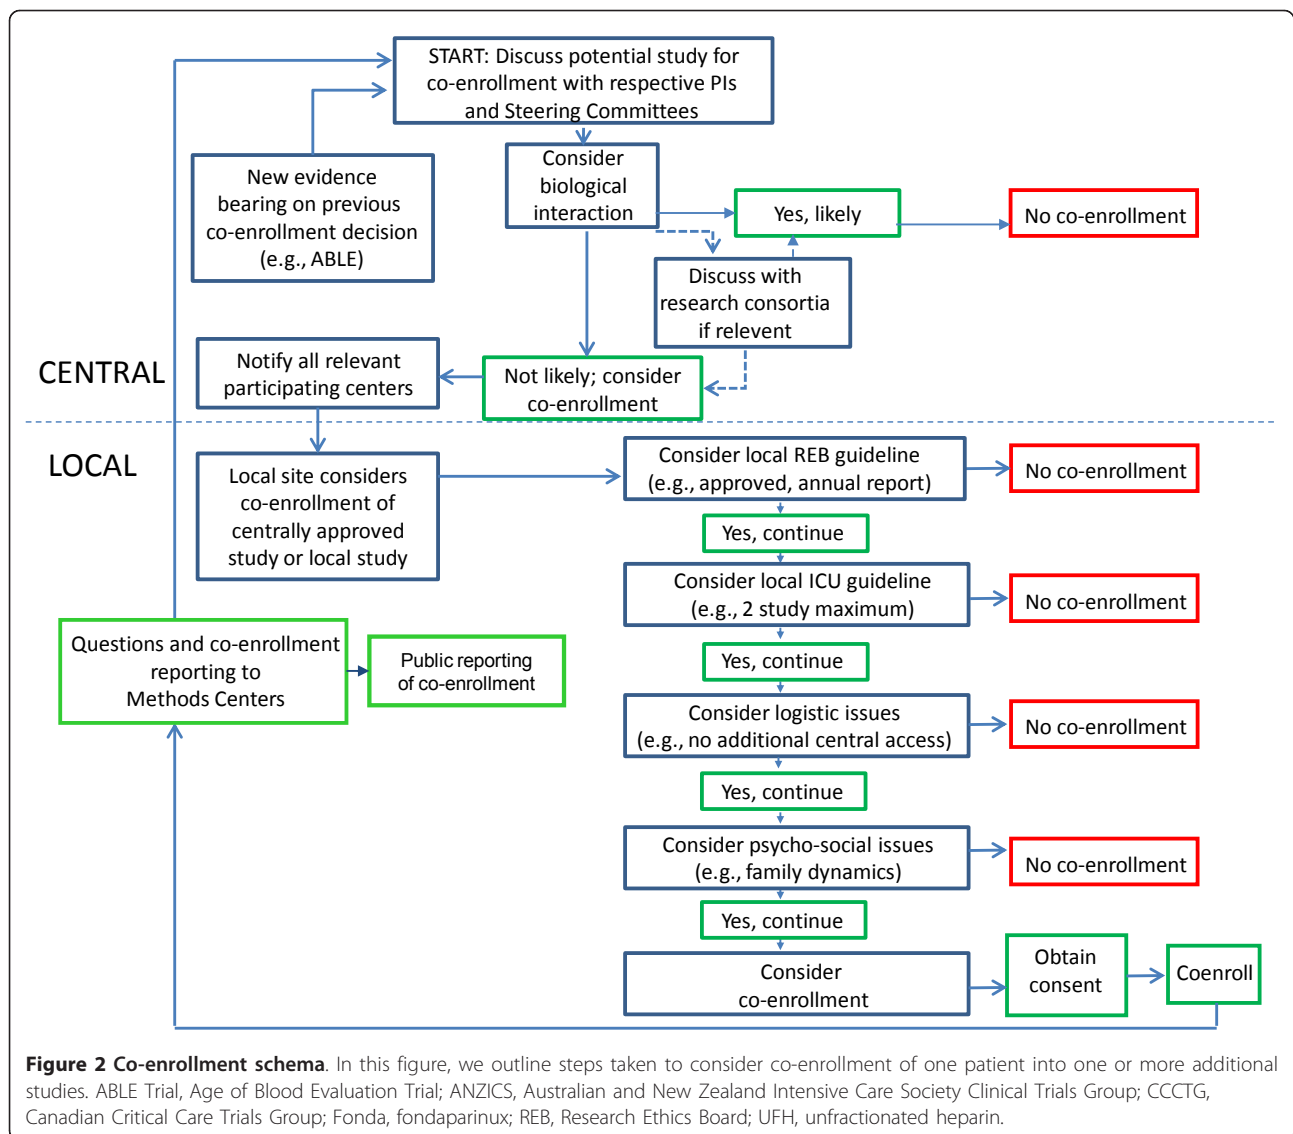 START: Discuss potential study for
co-enrollment with respective PIs
and Steering Committees
New evidence
bearing on previous
co-enrollment decision
(e.g., ABLE)
Consider
biological
interaction
Yes, likely
No co-enrollment
Discuss with
research consortia
if relevent
CENTRAL
Notify all relevant
participating centers
Not likely; consider
co-enrollment
LOCAL
Local site considers
co-enrollment of
centrally approved
study or local study
Consider local REB guideline
(e.g., approved, annual report)
No co-enrollment
Yes, continue
Consider local ICU guideline
(e.g., 2 study maximum)
No co-enrollment
Questions and co-enrollment
reporting to
Methods Centers
Public reporting
of co-enrollment
Yes, continue
Consider logistic issues
(e.g., no additional central access)
No co-enrollment
Yes, continue
Consider psycho-social issues
(e.g., family dynamics)
No co-enrollment
Yes, continue
Consider
co-enrollment
Obtain
consent
Coenroll
Figure 2 Co-enrollment schema. In this figure, we outline steps taken to consider co-enrollment of one patient into one or more additional
studies. ABLE Trial, Age of Blood Evaluation Trial; ANZICS, Australian and New Zealand Intensive Care Society Clinical Trials Group; CCCTG,
Canadian Critical Care Trials Group; Fonda, fondaparinux; REB, Research Ethics Board; UFH, unfractionated heparin.